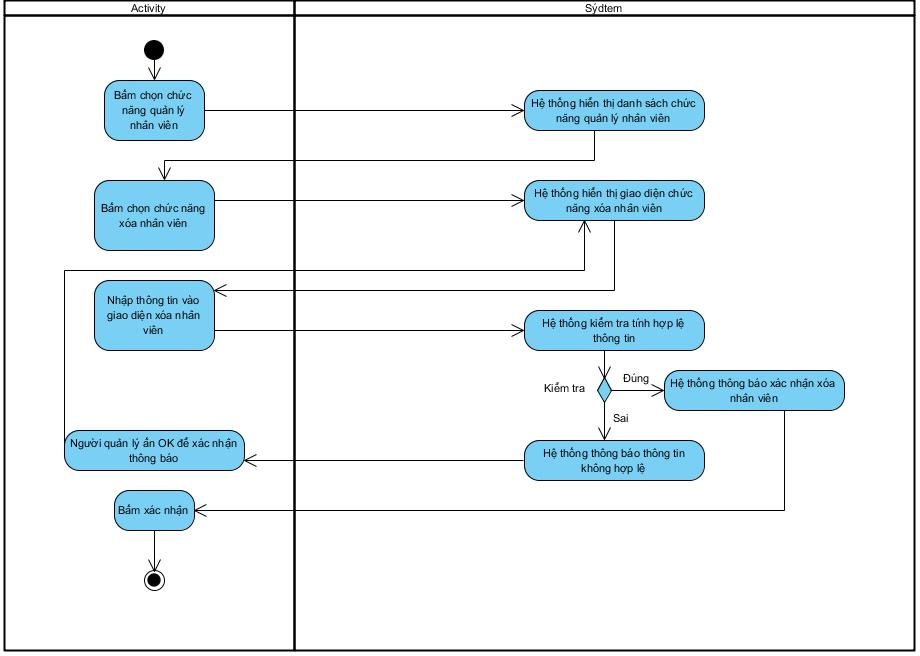 Activity
Sýdtem
Bấm chọn chức
năng quản lý
nhân viên
Hệ thống hiển thị danh sách chức
năng quản lý nhân viên
Bấm chọn chức năng
xóa nhân viên
Hệ thống hiển thị giao diện chức
năng xóa nhân viên
Nhập thông tin vào
giao diện xóa nhân
viên
Hệ thống kiểm tra tính hợp lệ
thông tin
Kiểm tra
Đúng
Hệ thống thông báo xác nhận xóa
nhân viên
Sai
Người quản lý ấn OK để xác nhận
thông báo
Hệ thống thông báo thông tin
không hợp lệ
Bấm xác nhận